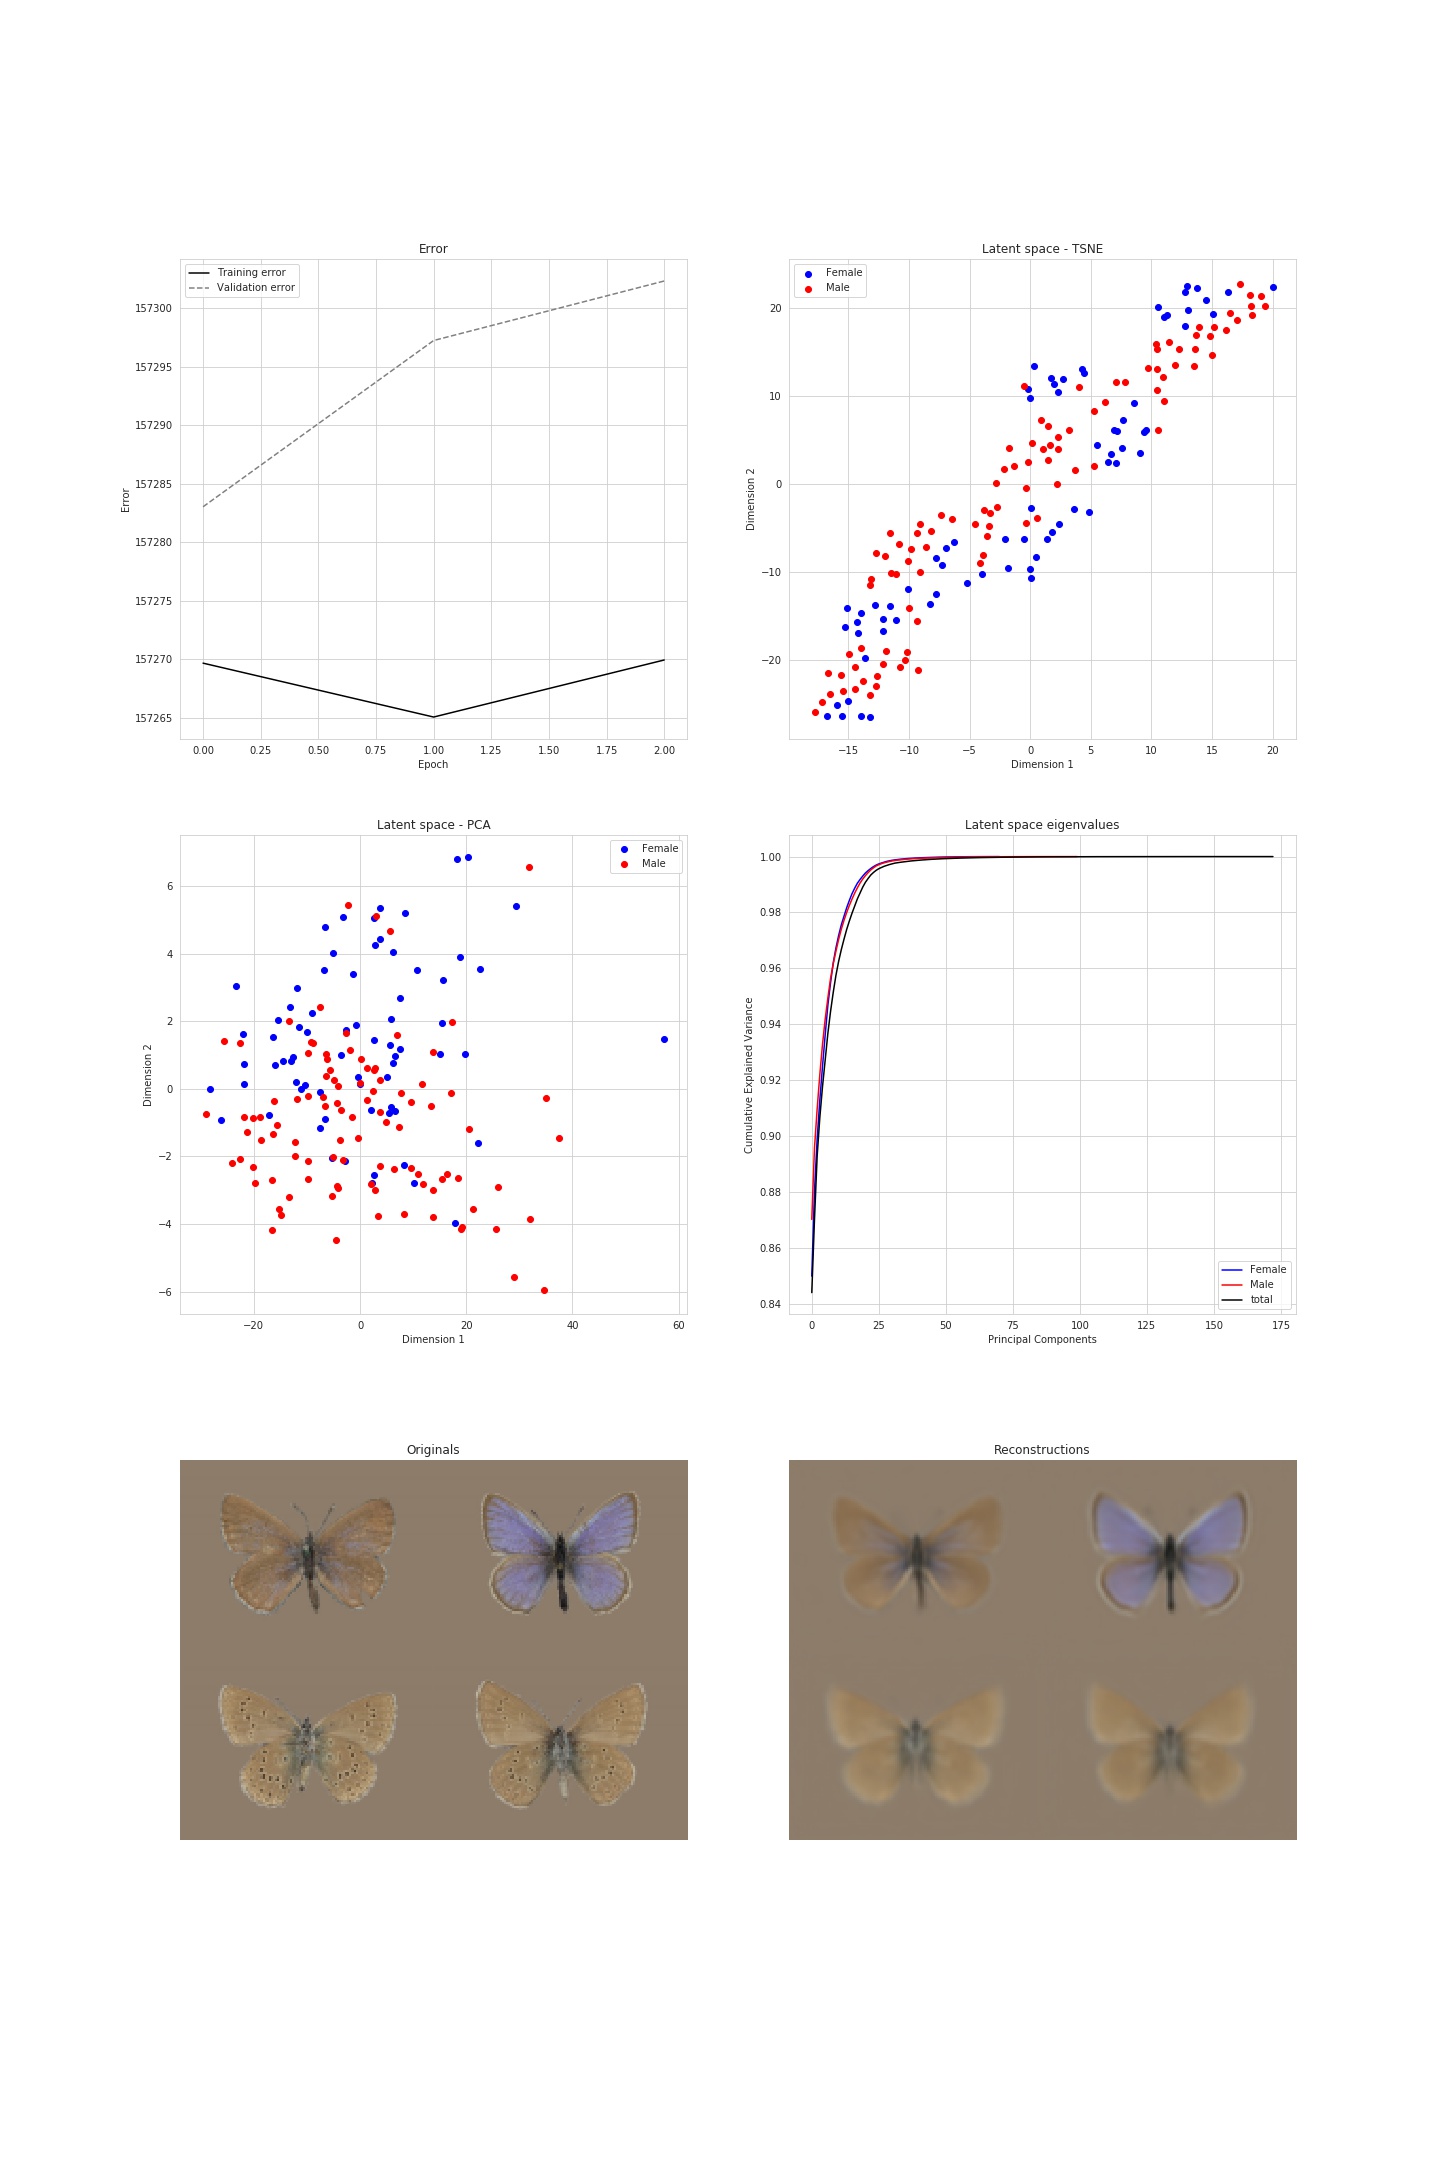 Error
Training error
Validation error
157300
157295
157290
157285
157280
157275
157270
157265
Error
0.00 0.25 0.50 0.75 1.00 1.25 1.50 1.75 2.00
Epoch
Latent space - TSNE
Female
Male
20
10
0
−10
−20
Dimension 2
−15 −10 −5 0 5 10 15 20
Dimension 1
Latent space - PCA
Female
Male
6
4
2
0
−2
−4
−6
Dimension 2
−20 0 20 40 60
Dimension 1
Latent space eigenvalues
1.00
0.98
0.96
0.94
0.92
0.90
0.88
0.86
0.84
Cumulative Explained Variance
Female
Male
total
0 25 50 75 100 125 150 175
Principal Components
Originals
Reconstructions